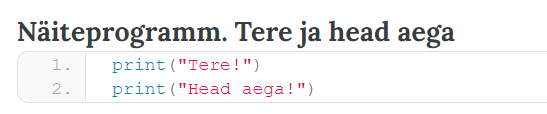 Näiteprogramm. Tere ja head aega
1. print("Tere!")
2. print("Head aega!")